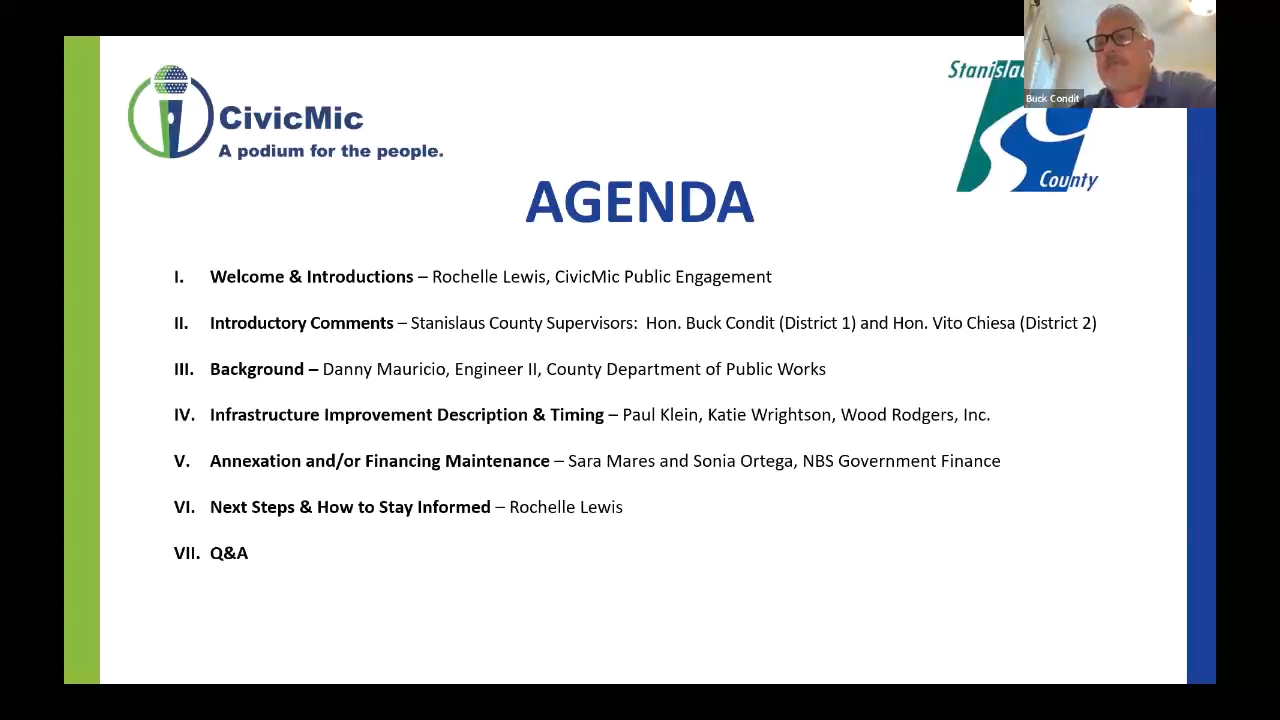 CivicMic
A podium for the people.
Stanislau
County
Buck Condit
AGENDA
I. Welcome & Introductions – Rochelle Lewis, CivicMic Public Engagement
II. Introductory Comments – Stanislaus County Supervisors: Hon. Buck Condit (District 1) and Hon. Vito Chiesa (District 2)
III. Background – Danny Mauricio, Engineer II, County Department of Public Works
IV. Infrastructure Improvement Description & Timing – Paul Klein, Katie Wrightson, Wood Rodgers, Inc.
V. Annexation and/or Financing Maintenance – Sara Mares and Sonia Ortega, NBS Government Finance
VI. Next Steps & How to Stay Informed – Rochelle Lewis
VII. Q&A